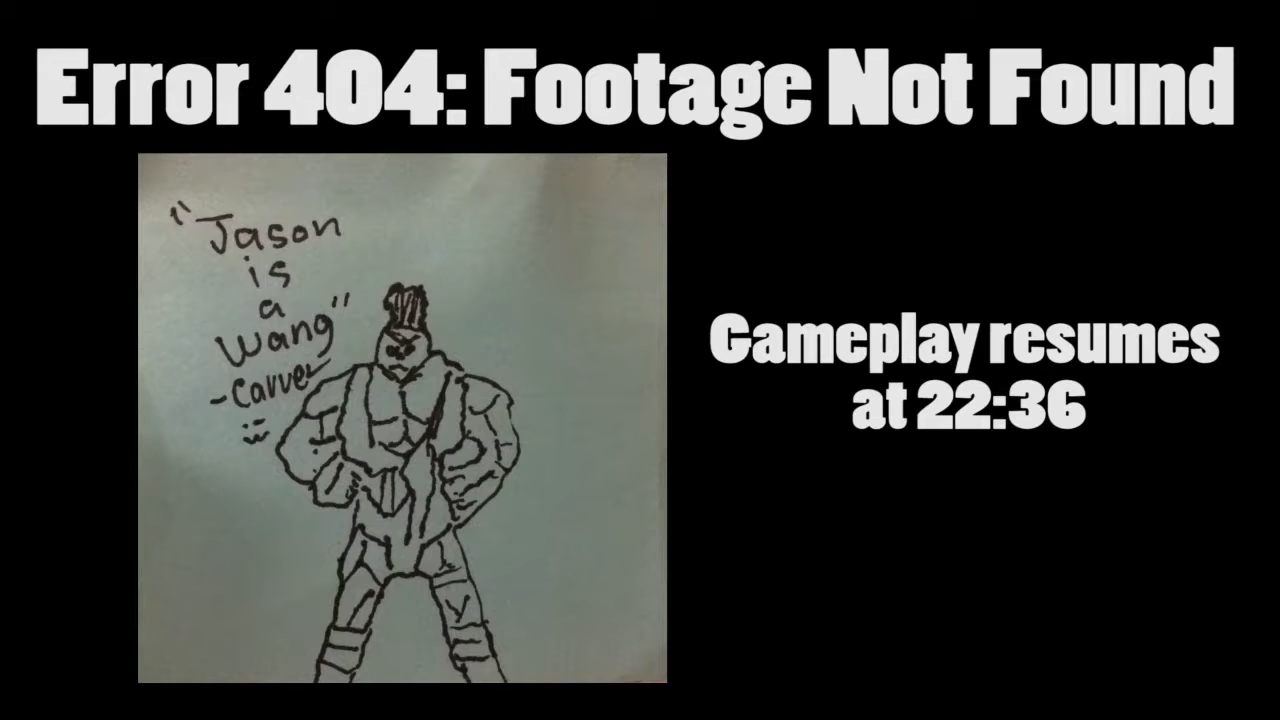 Error 404: Footage Not Found
"Jason
is
a
Wang"
-Carver
Gameplay resumes
at 22:36